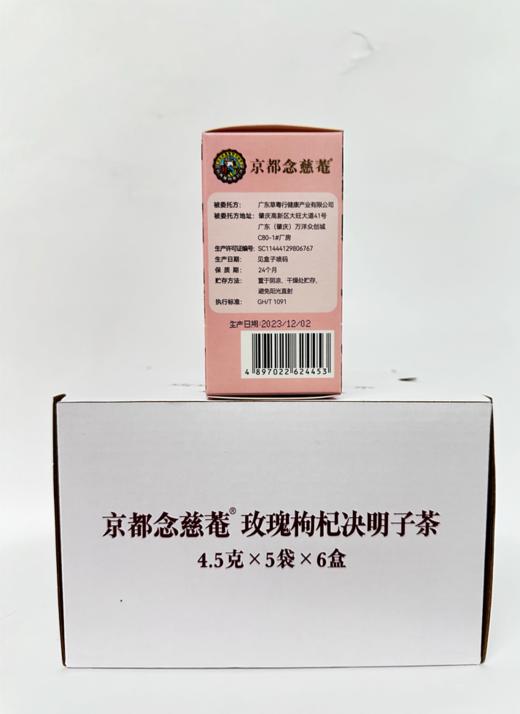 京都念慈菴®
被委托方： 广东草粤行健康产业有限公司
被委托方地址： 肇庆高新区大旺大道41号
广东（肇庆）万洋众创城
C80-1#厂房
生产许可证编号： SC11444129806767
生产日期： 见盒子喷码
保 质 期： 24个月
贮存方法： 置于阴凉、干燥处贮存，
避免阳光直射
执行标准： GH/T 1091
生产日期:2023/12/02
4 897022 624453
京都念慈菴® 玫瑰枸杞决明子茶
4.5克×5袋×6盒